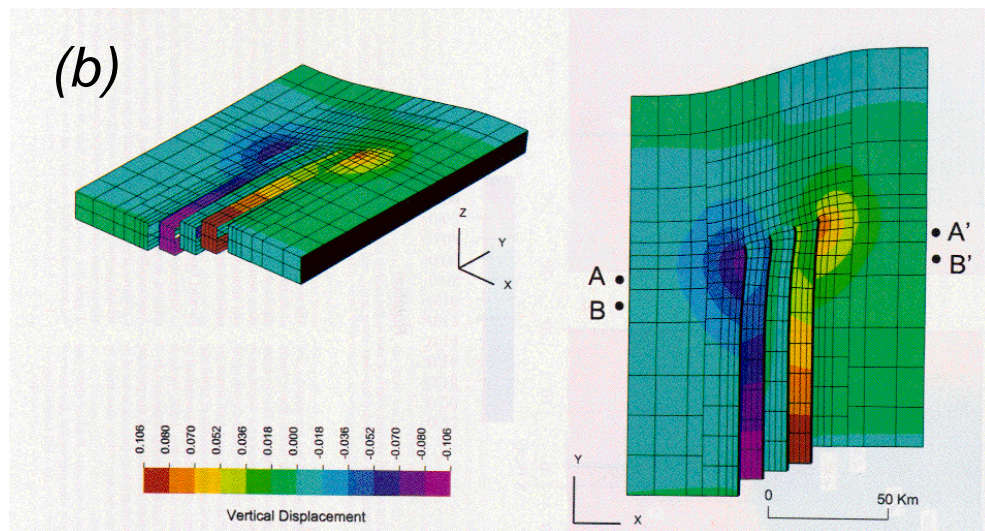 (b)
Z
Y
X
A
B
A'
B'
0.106
0.080
0.070
0.052
0.036
0.018
0.000
-0.018
-0.036
-0.052
-0.070
-0.080
-0.106
Vertical Displacement
Y
X
0
50 Km